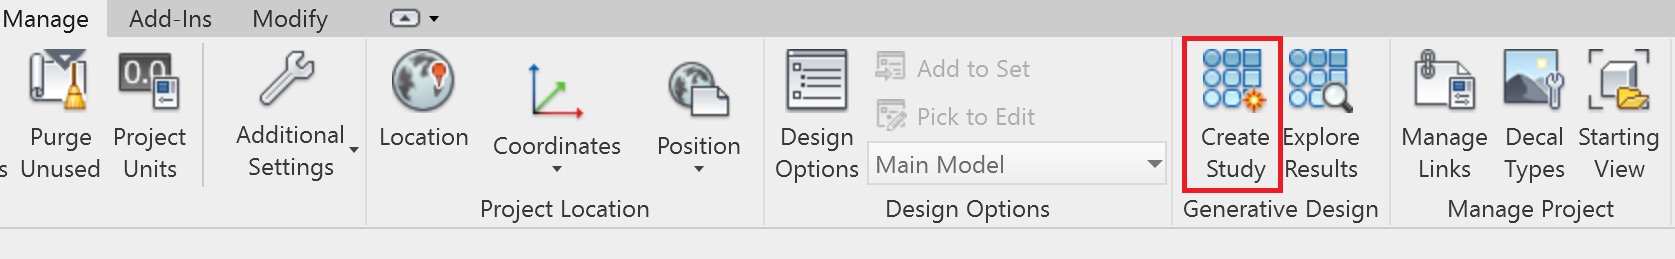 Manage Add-Ins Modify
0.0
s
Purge
Unused
Project
Units
Additional
Settings
Location
Coordinates
Position
Project Location
Design
Options
Add to Set
Pick to Edit
Main Model
Design Options
Create
Study
Explore
Results
Generative Design
Manage
Links
Decal
Types
Starting
View
Manage Project